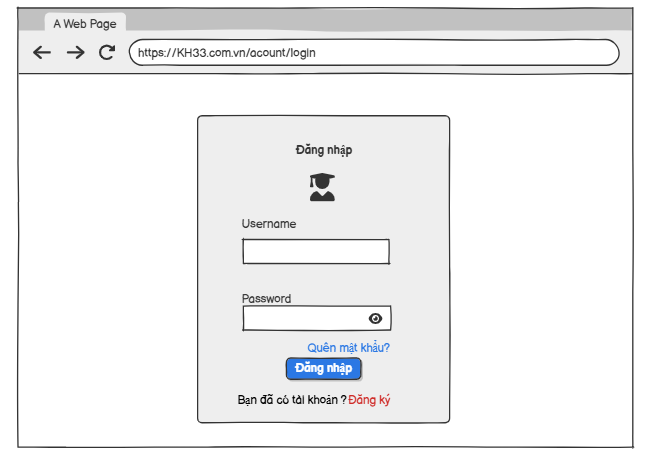 A Web Page
https://KH33.com.vn/acount/login
Đăng nhập
Username
Password
Quên mật khẩu?
Đăng nhập
Bạn đã có tài khoản ? Đăng ký